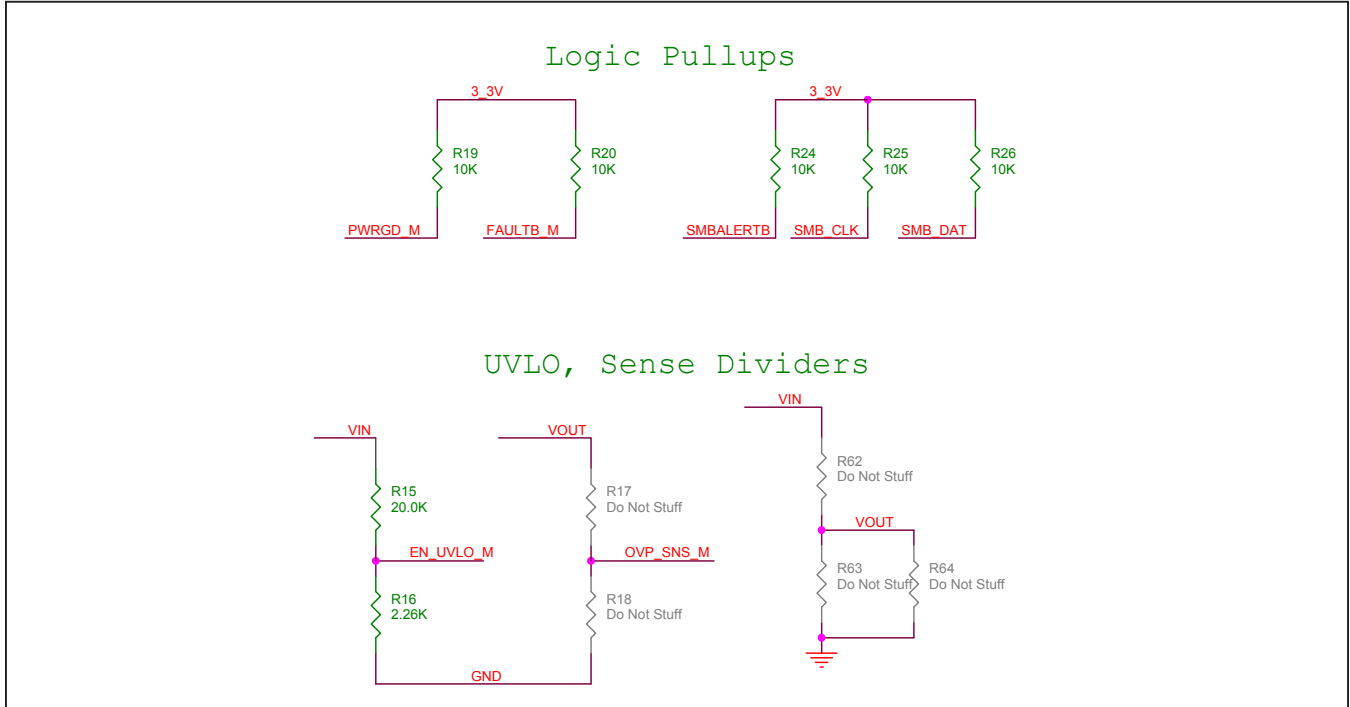 Logic Pullups
3_3V
3_3V
R19
10K
R20
10K
R24
10K
R25
10K
R26
10K
PWRGD_M
FAULTB_M
SMBALERTB
SMB_CLK
SMB_DAT
UVLO, Sense Dividers
VIN
VOUT
VIN
R15
20.0K
R17
Do Not Stuff
R62
Do Not Stuff
EN_UVLO_M
OVP_SNS_M
VOUT
R16
2.26K
R18
Do Not Stuff
R63
Do Not Stuff
R64
Do Not Stuff
GND